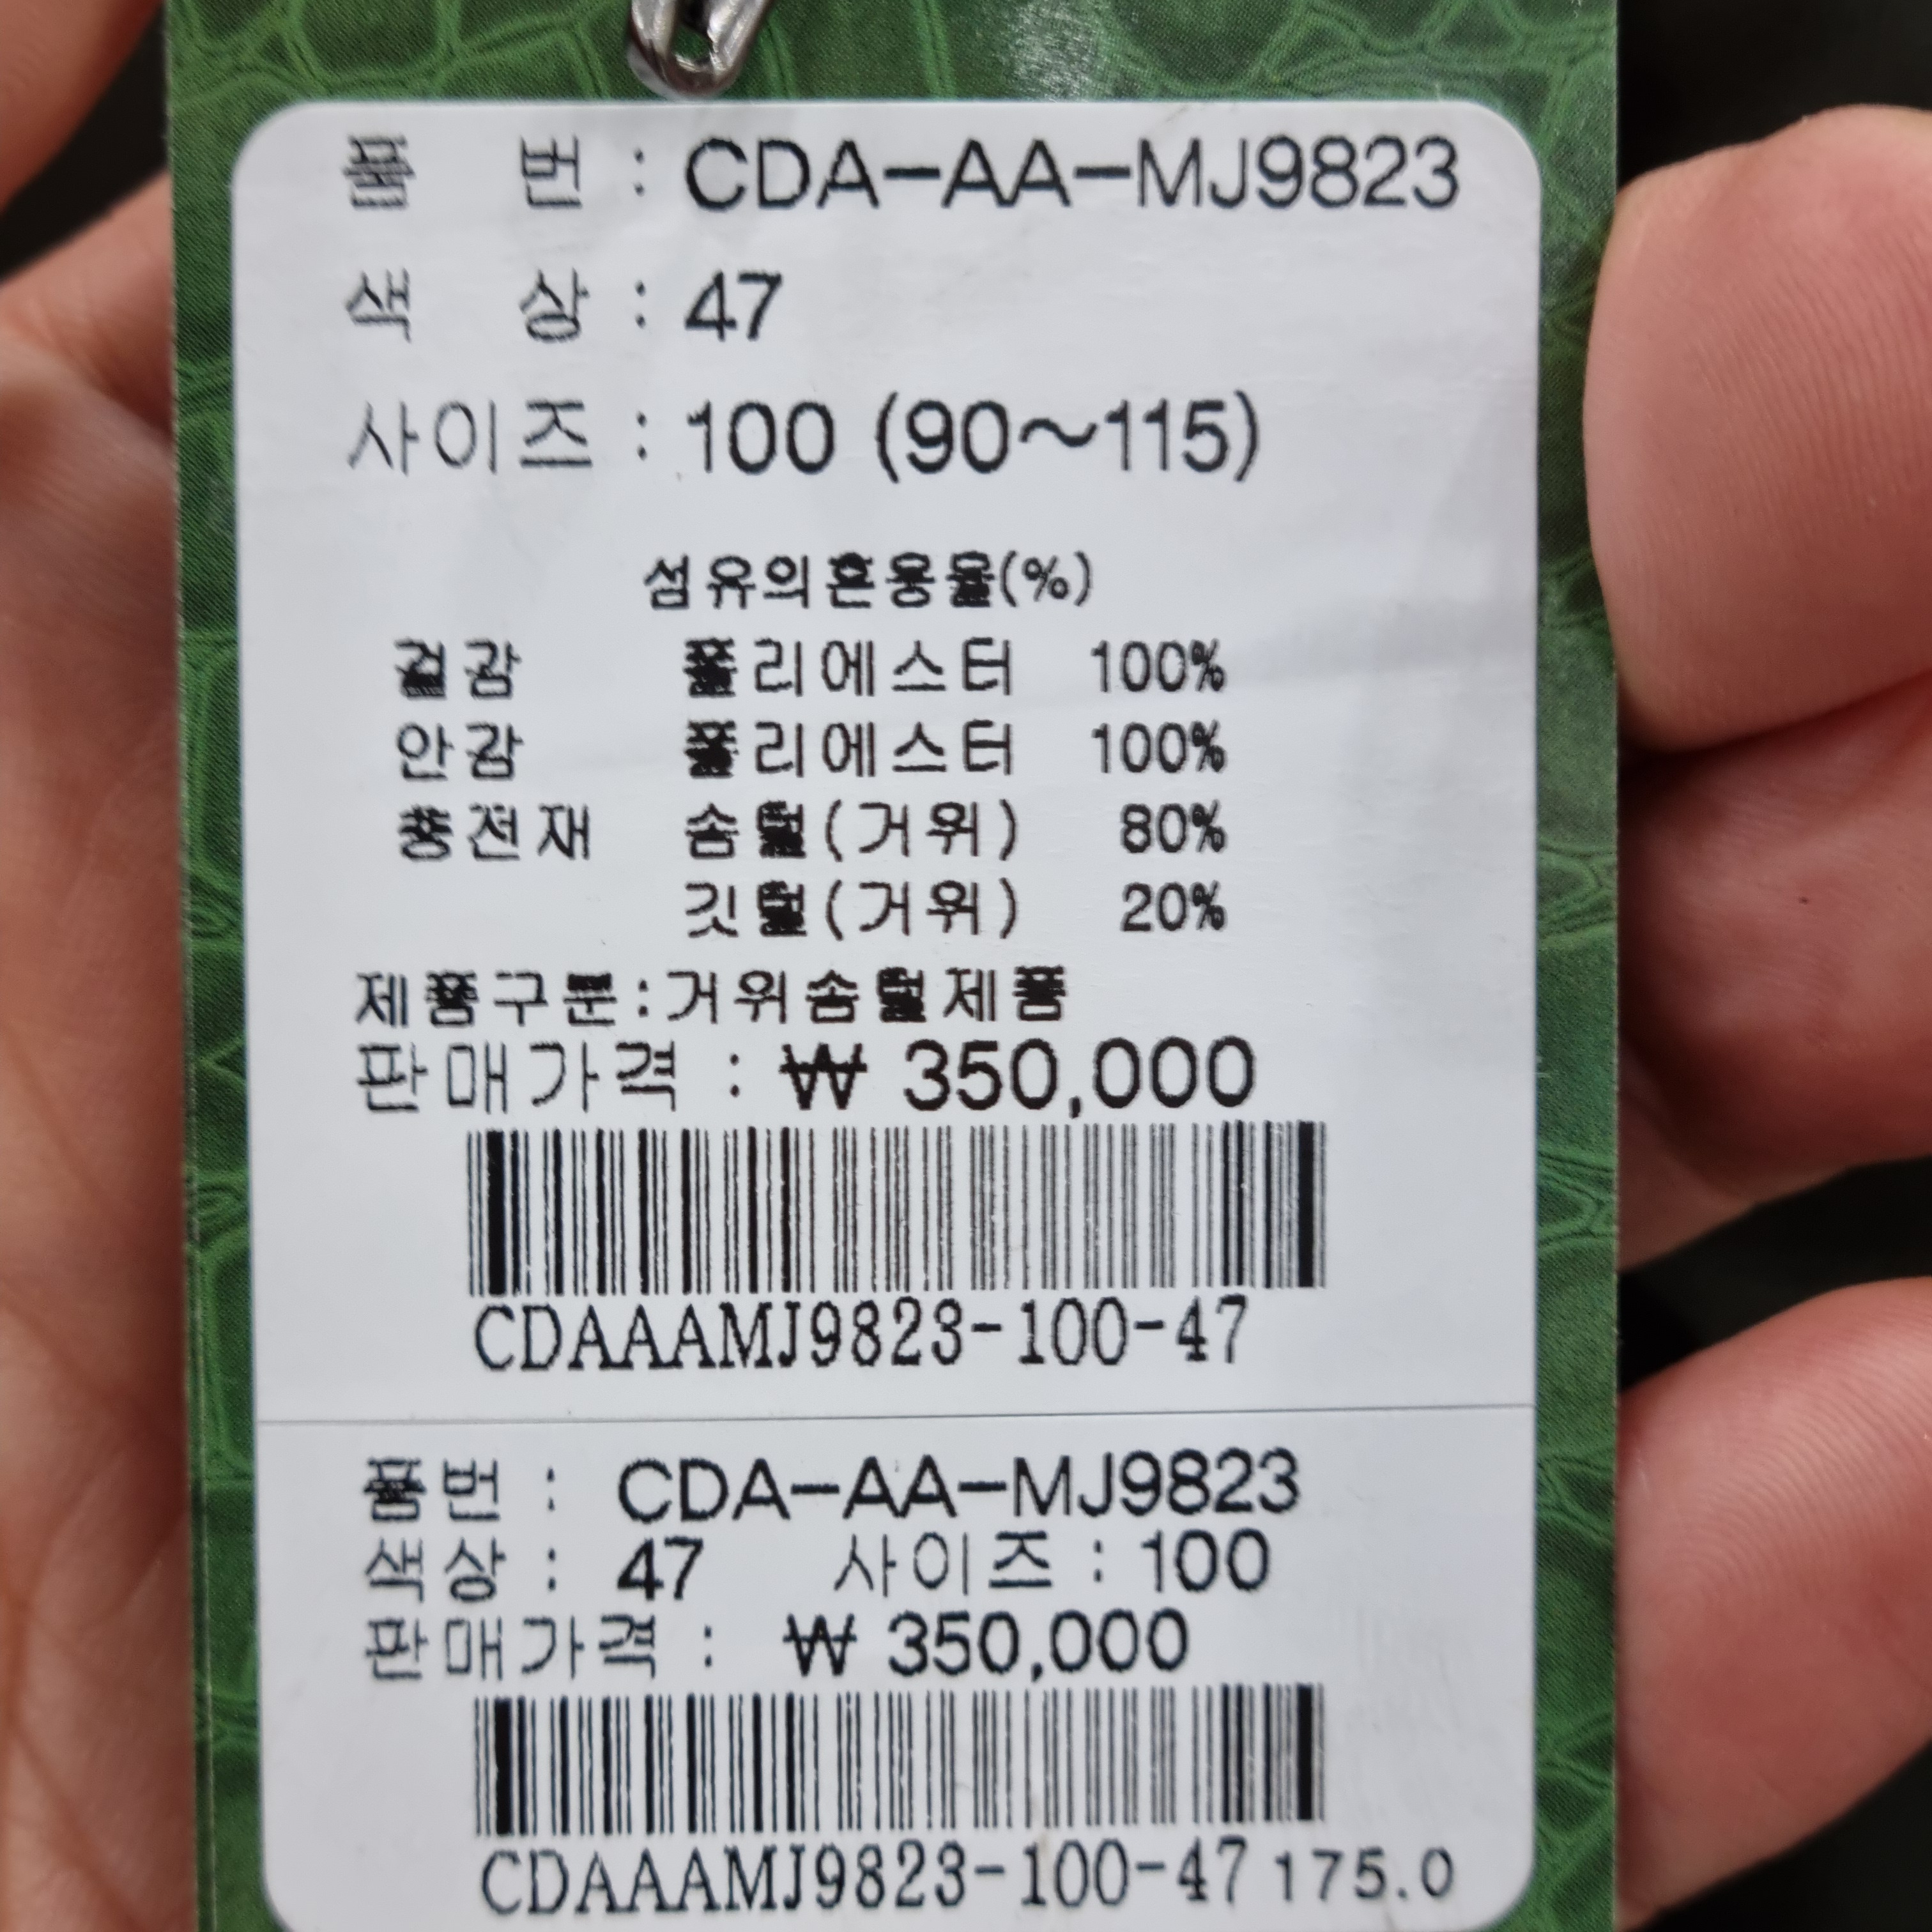 품 번 : CDA-AA-MJ9823
색 상 : 47
사이즈 : 100 (90~115)
섬유의혼용율(%)
겉감 폴리에스터 100%
안감 폴리에스터 100%
충전재 솜털(거위) 80%
깃털(거위) 20%
제품구분:거위솜털제품
판매가격 : ₩ 350,000
CDAAAMJ9823-100-47
품번 : CDA-AA-MJ9823
색상 : 47 사이즈 : 100
판매가격 : ₩ 350,000
CDAAAMJ9823-100-47 175.0